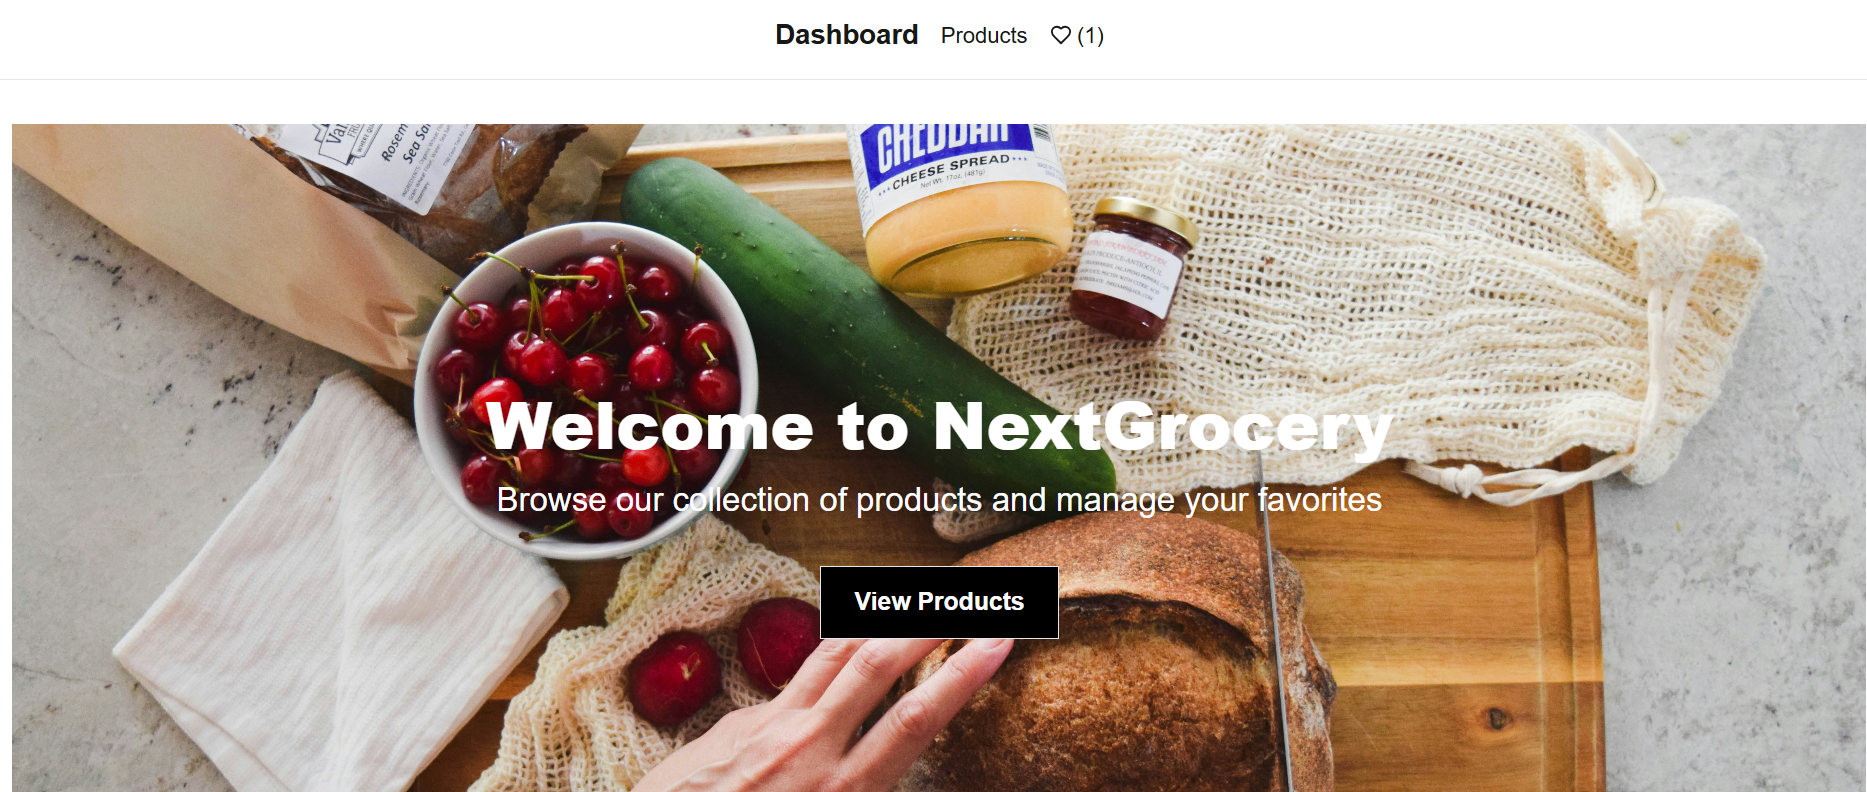 Dashboard Products (1)
Val
Rosem
Sea Sa
CHEDDAR
CHEESE SPREAD
Net Wt. 17oz. (481g)
Welcome to NextGrocery
Browse our collection of products and manage your favorites
View Products